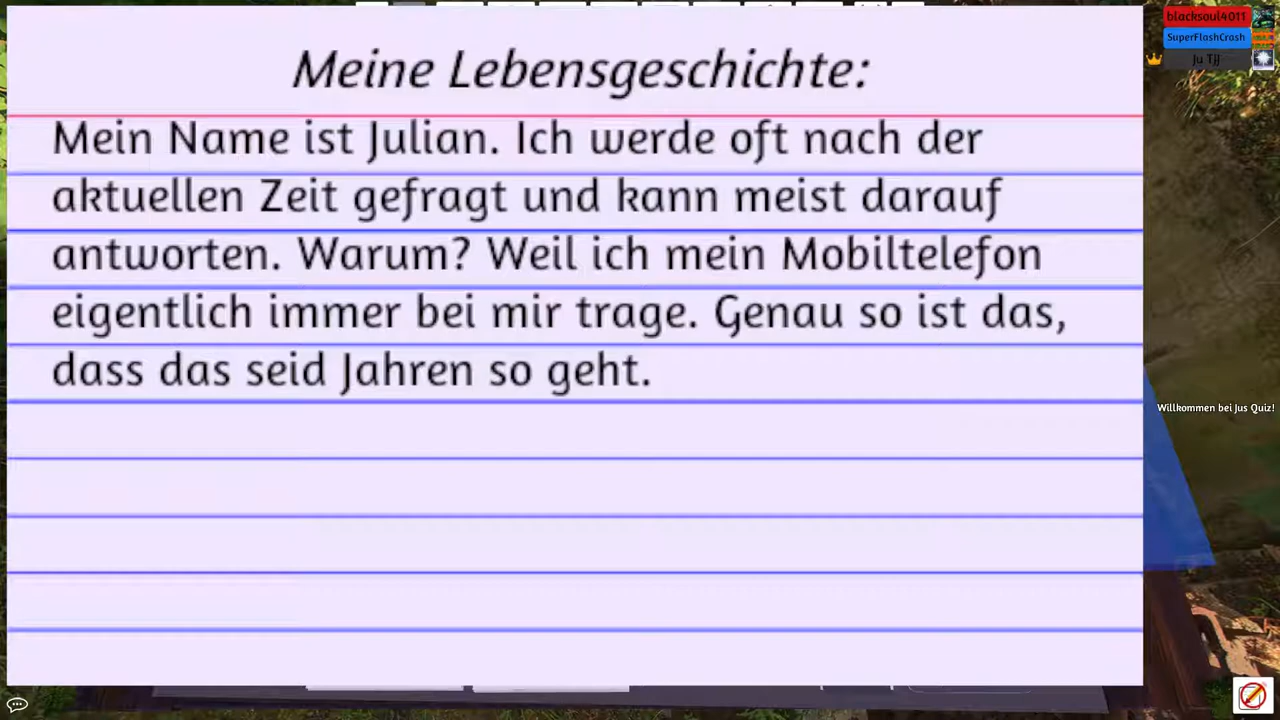 Meine Lebensgeschichte:
Mein Name ist Julian. Ich werde oft nach der
aktuellen Zeit gefragt und kann meist darauf
antworten. Warum? Weil ich mein Mobiltelefon
eigentlich immer bei mir trage. Genau so ist das,
dass das seid Jahren so geht.
blacksoul4011
SuperFlashCrash
Ju TJJ
Willkommen bei Jus Quiz!